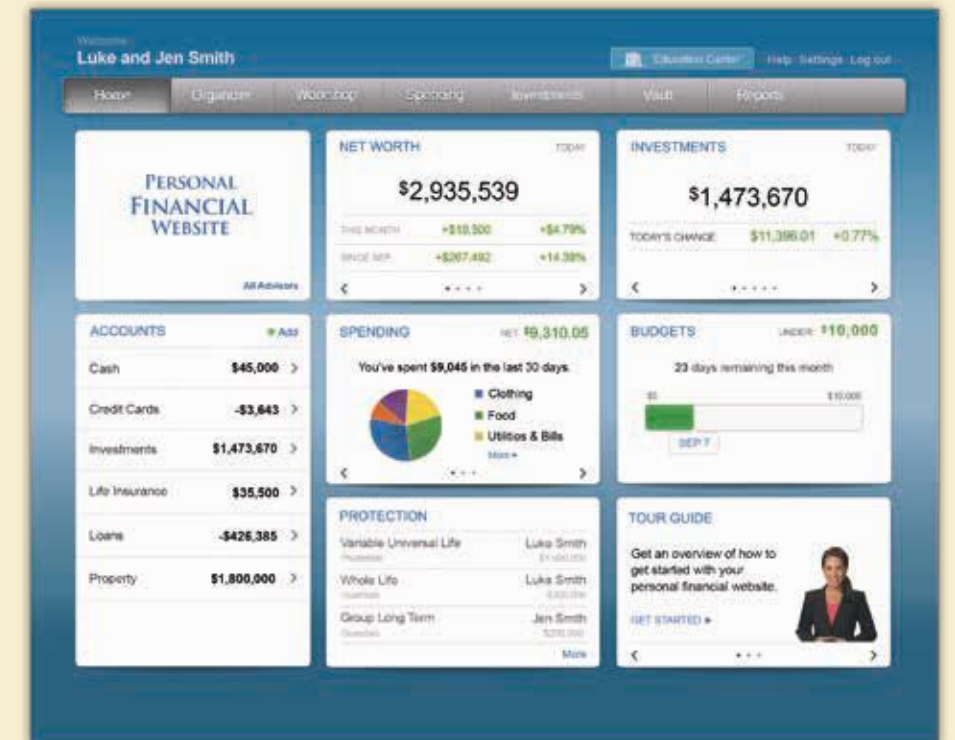 Welcome
Luke and Jen Smith
Education Center
Help Settings Log out
Home Organizer Workshop Spending Investments Vault Reports
PERSONAL
FINANCIAL
WEBSITE
All Advisors
NET WORTH TODAY
$2,935,539
THIS MONTH
SINCE SEP +$267,492 +14.38%
INVESTMENTS TODAY
$1,473,670
TODAY'S CHANGE $11,396.01 +0.77%
ACCOUNTS Add
Cash $45,000
Credit Cards -$3,643
Investments $1,473,670
Life Insurance $35,500
Loans -$426,385
Property $1,800,000
SPENDING NET $9,310.05
You've spent $9,045 in the last 30 days.
Clothing
Food
Utilities & Bills
More
BUDGETS UNDER $10,000
23 days remaining this month
$0 $10,000
SEP 7
PROTECTION
Variable Universal Life Luke Smith
Whole Life Luke Smith
Group Long Term Jen Smith
More
TOUR GUIDE
Get an overview of how to
get started with your
personal financial website.
GET STARTED